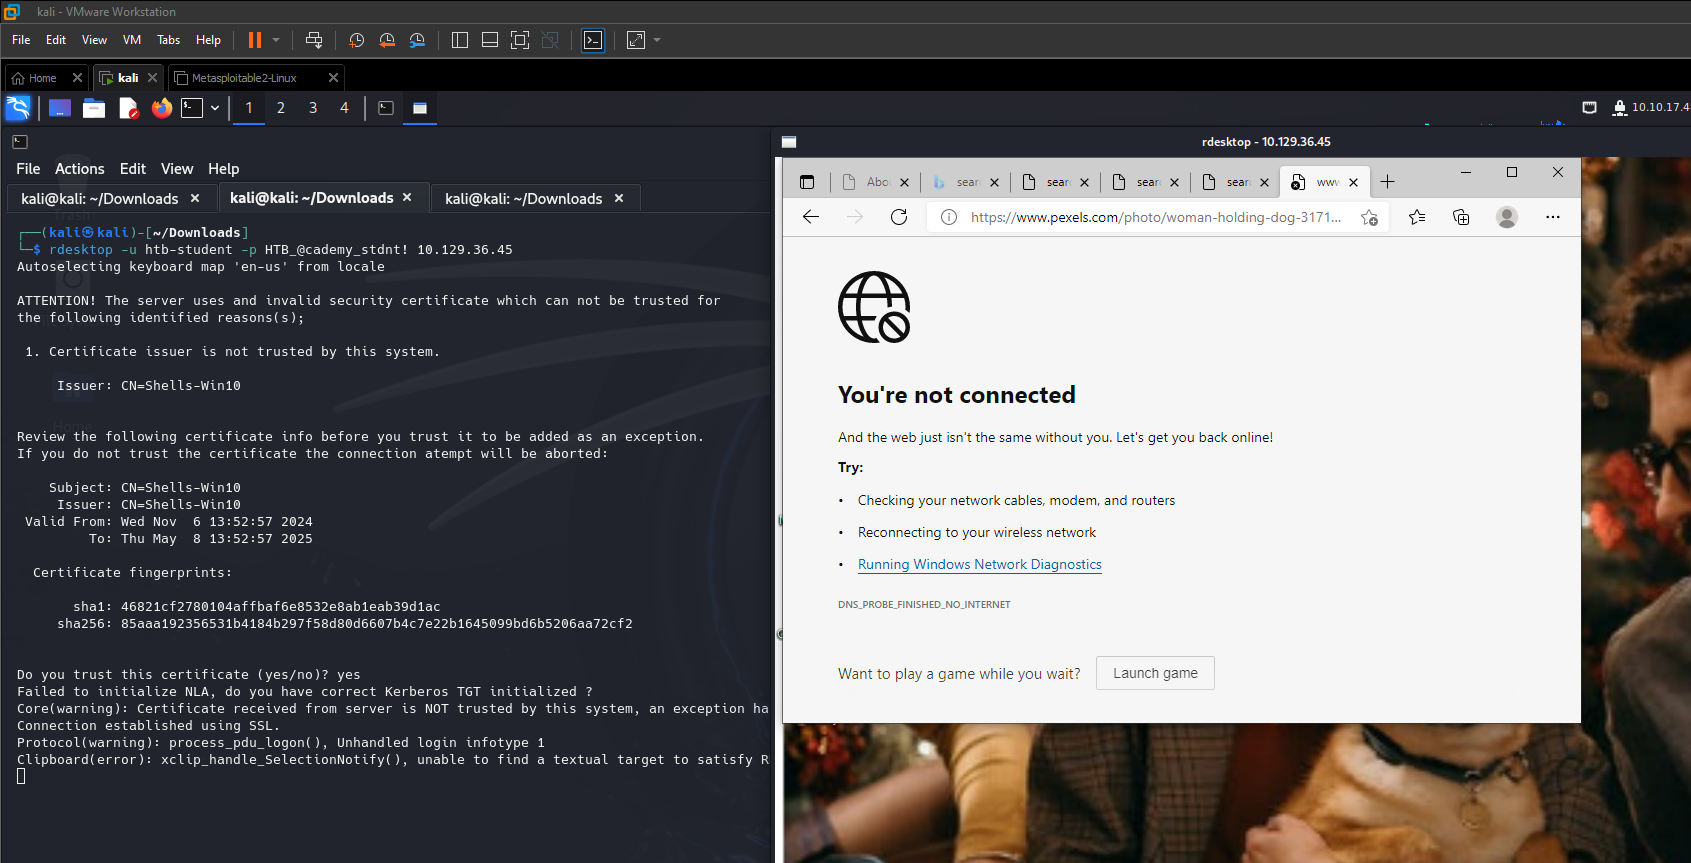 kali - VMware Workstation
File Edit View VM Tabs Help
Home kali Metasploitable2-Linux
1 2 3 4 10.10.17.4
rdesktop - 10.129.36.45
File Actions Edit View Help
kali@kali: ~/Downloads kali@kali: ~/Downloads kali@kali: ~/Downloads
(kali㉿kali)-[~/Downloads]
$ rdesktop -u htb-student -p HTB_@cademy_stdnt! 10.129.36.45
Autoselecting keyboard map 'en-us' from locale
ATTENTION! The server uses and invalid security certificate which can not be trusted for
the following identified reasons(s);
1. Certificate issuer is not trusted by this system.
Issuer: CN=Shells-Win10
Review the following certificate info before you trust it to be added as an exception.
If you do not trust the certificate the connection atempt will be aborted:
Subject: CN=Shells-Win10
Issuer: CN=Shells-Win10
Valid From: Wed Nov  6 13:52:57 2024
To: Thu May  8 13:52:57 2025
Certificate fingerprints:
sha1: 46821cf2780104affbaf6e8532e8ab1eab39d1ac
sha256: 85aaa192356531b4184b297f58d80d6607b4c7e22b1645099bd6b5206aa72cf2
Do you trust this certificate (yes/no)? yes
Failed to initialize NLA, do you have correct Kerberos TGT initialized ?
Core(warning): Certificate received from server is NOT trusted by this system, an exception ha
Connection established using SSL.
Protocol(warning): process_pdu_logon(), Unhandled login infotype 1
Clipboard(error): xclip_handle_SelectionNotify(), unable to find a textual target to satisfy R
Trash
Home
Abo sear sear sear sear www
https://www.pexels.com/photo/woman-holding-dog-3171...
You're not connected
And the web just isn't the same without you. Let's get you back online!
Try:
• Checking your network cables, modem, and routers
• Reconnecting to your wireless network
• Running Windows Network Diagnostics
DNS_PROBE_FINISHED_NO_INTERNET
Want to play a game while you wait? Launch game